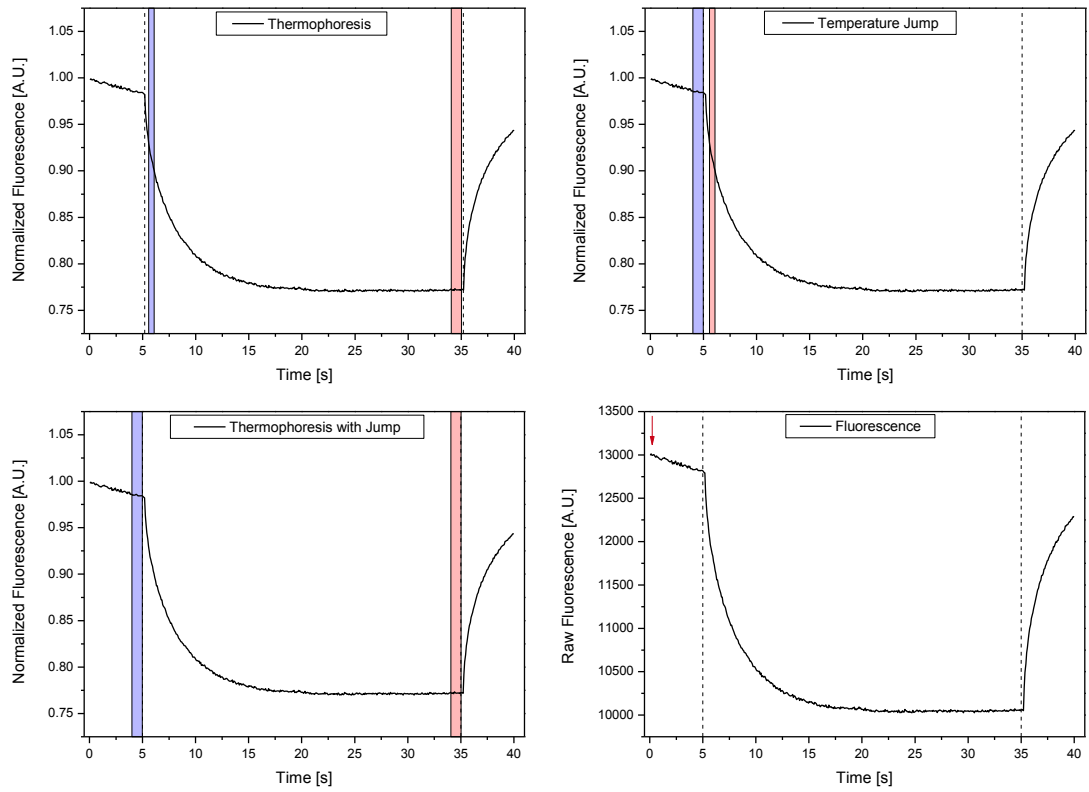 Thermophoresis
1.05
1.00
0.95
0.90
0.85
0.80
0.75
Normalized Fluorescence [A.U.]
0 5 10 15 20 25 30 35 40
Time [s]
Temperature Jump
1.05
1.00
0.95
0.90
0.85
0.80
0.75
Normalized Fluorescence [A.U.]
0 5 10 15 20 25 30 35 40
Time [s]
Thermophoresis with Jump
1.05
1.00
0.95
0.90
0.85
0.80
0.75
Normalized Fluorescence [A.U.]
0 5 10 15 20 25 30 35 40
Time [s]
Fluorescence
13500
13000
12500
12000
11500
11000
10500
10000
Raw Fluorescence [A.U.]
0 5 10 15 20 25 30 35 40
Time [s]